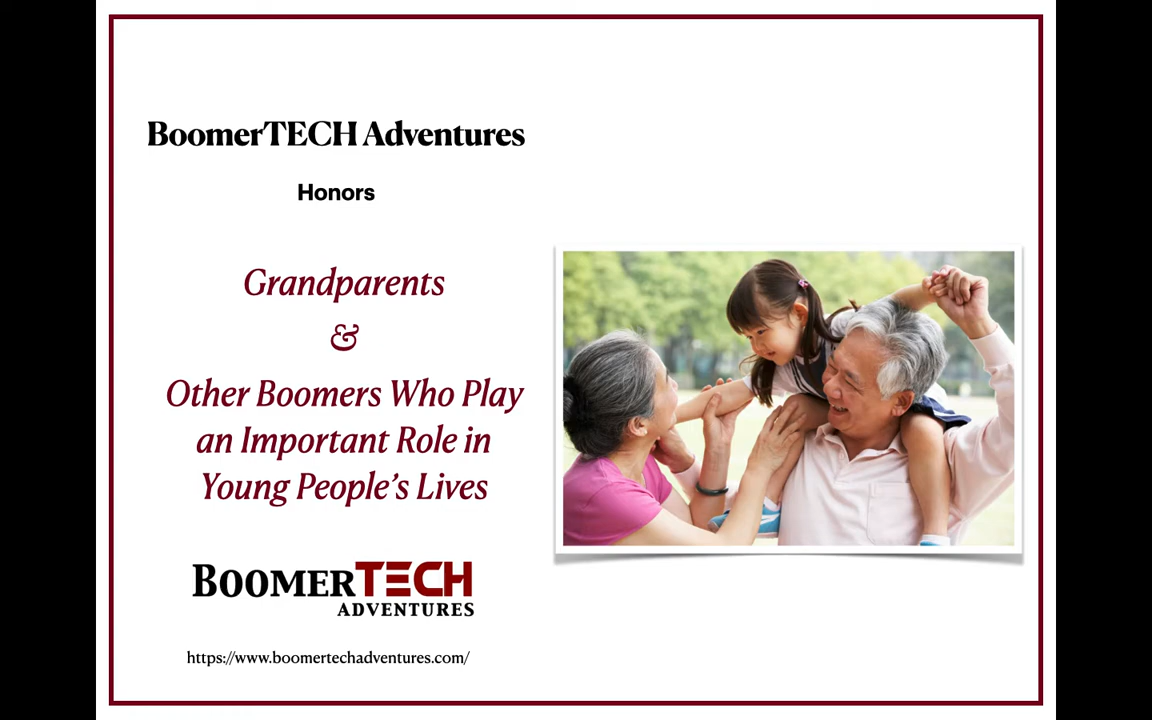 BoomerTECH Adventures
Honors
Grandparents
&
Other Boomers Who Play
an Important Role in
Young People’s Lives
BOOMERTECH
ADVENTURES
https://www.boomertechadventures.com/